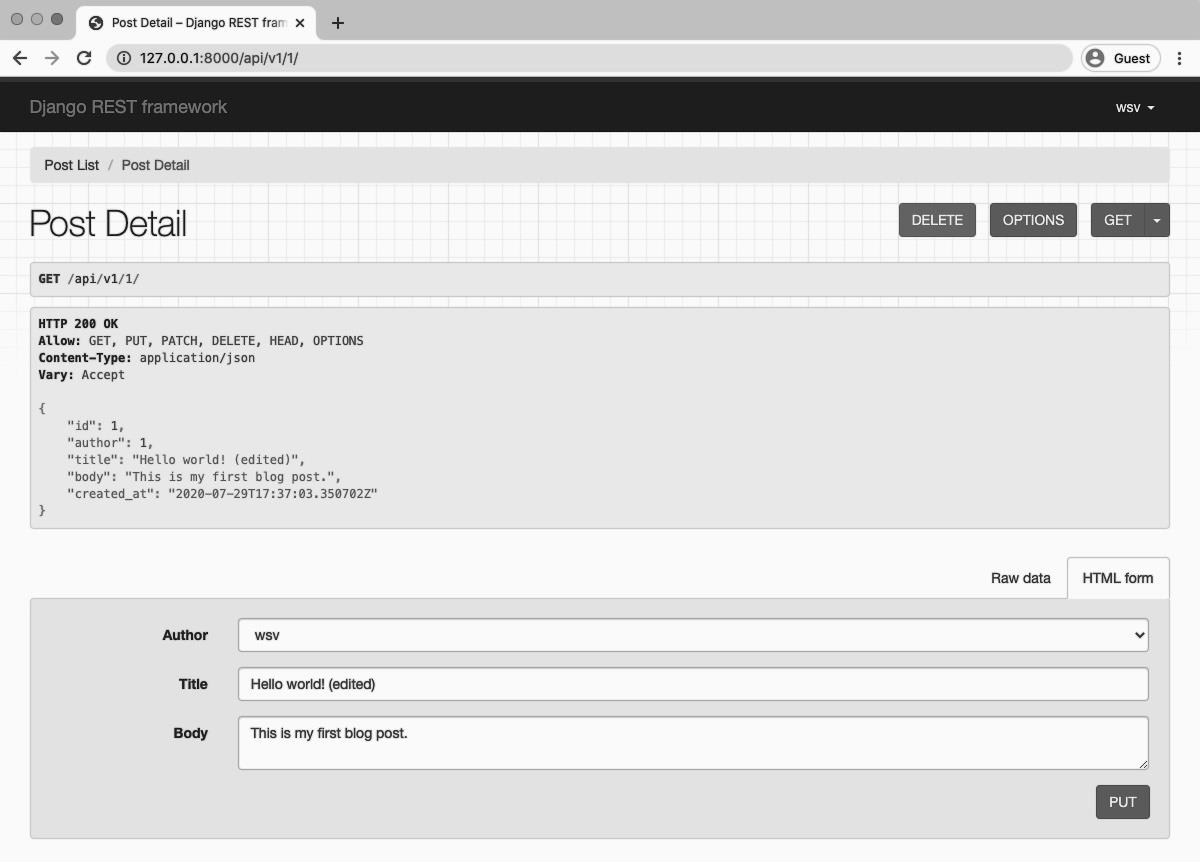 Post Detail – Django REST fram
127.0.0.1:8000/api/v1/1/
Guest
Django REST framework
wsv
Post List / Post Detail
Post Detail
DELETE
OPTIONS
GET
GET /api/v1/1/
HTTP 200 OK
Allow: GET, PUT, PATCH, DELETE, HEAD, OPTIONS
Content-Type: application/json
Vary: Accept
{
    "id": 1,
    "author": 1,
    "title": "Hello world! (edited)",
    "body": "This is my first blog post.",
    "created_at": "2020-07-29T17:37:03.350702Z"
}
Raw data
HTML form
Author
wsv
Title
Hello world! (edited)
Body
This is my first blog post.
PUT